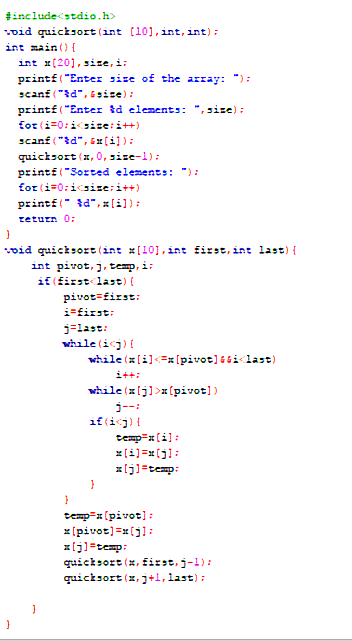 #include<stdio.h>
void quicksort(int [10],int,int);
int main(){
int x[20],size,i;
printf("Enter size of the array: ");
scanf("%d",&size);
printf("Enter %d elements: ",size);
for(i=0;i<size;i++)
scanf("%d",&x[i]);
quicksort(x,0,size-1);
printf("Sorted elements: ");
for(i=0;i<size;i++)
printf(" %d",x[i]);
return 0;
}
void quicksort(int x[10],int first,int last){
int pivot,j,temp,i;
if(first<last){
pivot=first;
i=first;
j=last;
while(i<j){
while(x[i]<=x[pivot]&&i<last)
i++;
while(x[j]>x[pivot])
j--;
if(i<j){
temp=x[i];
x[i]=x[j];
x[j]=temp;
}
}
temp=x[pivot];
x[pivot]=x[j];
x[j]=temp;
quicksort(x,first,j-1);
quicksort(x,j+1,last);
}
}